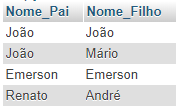 Nome_Pai Nome_Filho
João João
João Mário
Emerson Emerson
Renato André